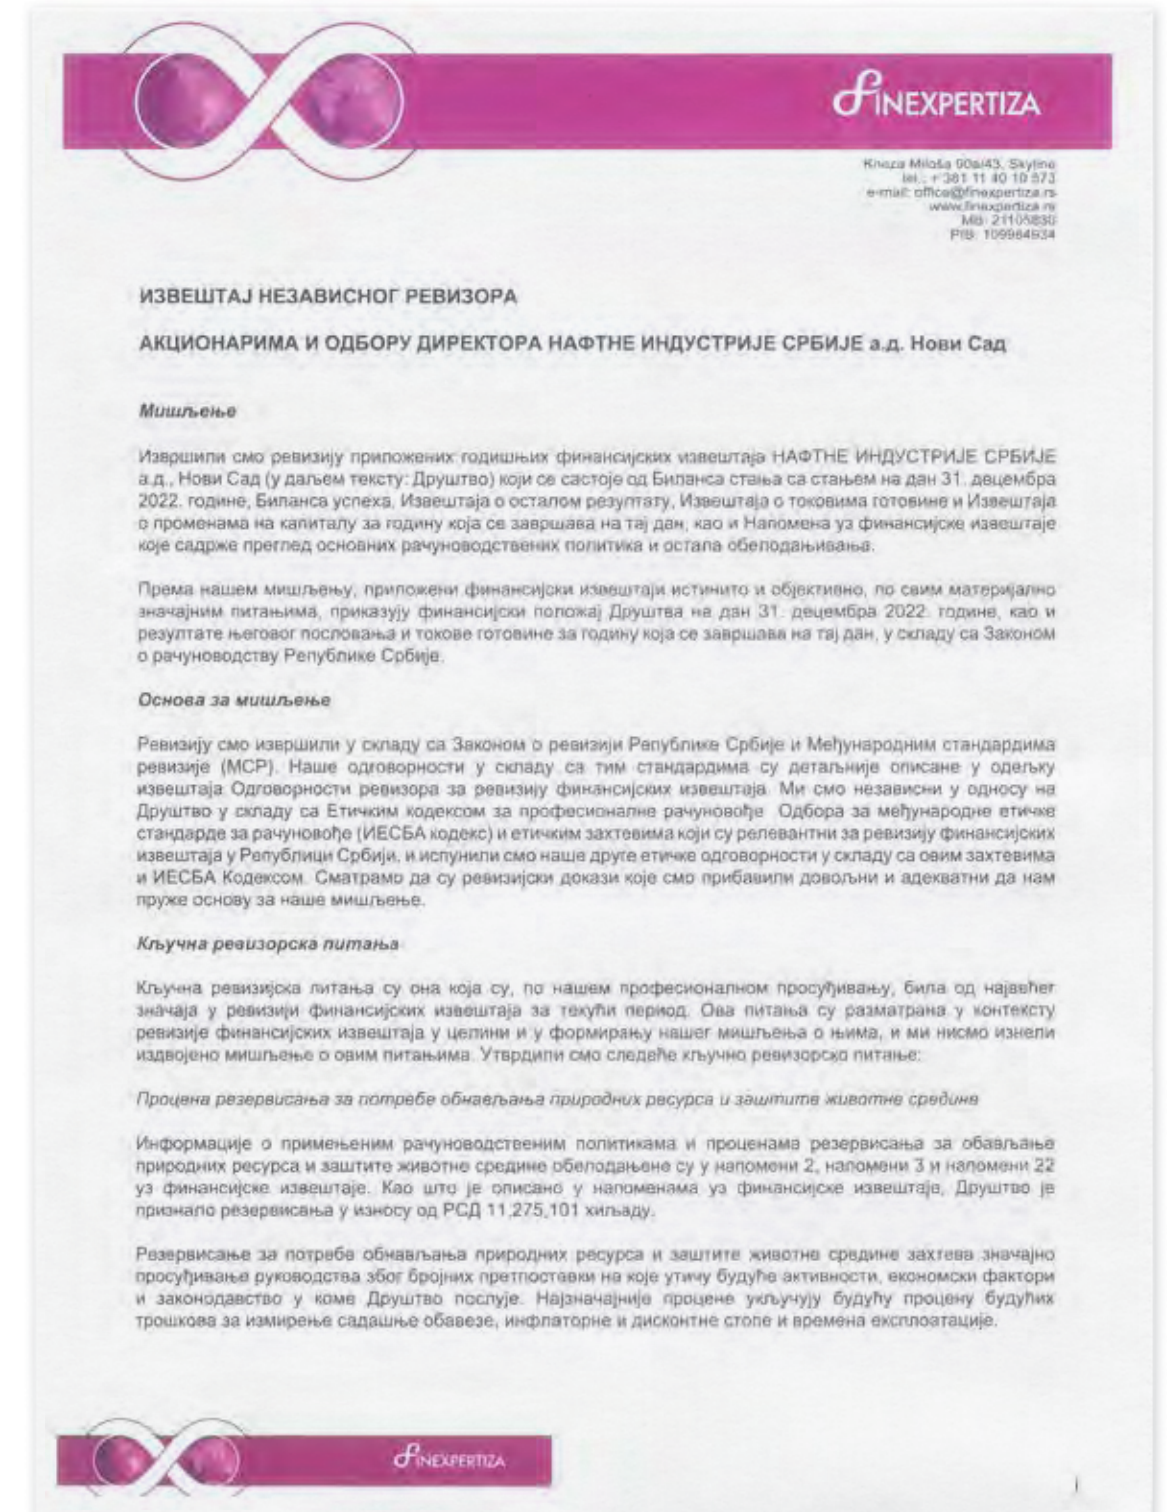 FINEXPERTIZA
Kneza Miloša 90a/43, Skyline
tel.: + 381 11 40 10 573
e-mail: office@finexpertiza.rs
www.finexpertiza.rs
MB: 21105830
PIB: 109984934
ИЗВЕШТАЈ НЕЗАВИСНОГ РЕВИЗОРА
АКЦИОНАРИМА И ОДБОРУ ДИРЕКТОРА НАФТНЕ ИНДУСТРИЈЕ СРБИЈЕ а.д. Нови Сад
Мишљење
Извршили смо ревизију приложених годишњих финансијских извештаја НАФТНЕ ИНДУСТРИЈЕ СРБИЈЕ
а.д., Нови Сад (у даљем тексту: Друштво) који се састоје од Биланса стања са стањем на дан 31. децембра
2022. године, Биланса успеха, Извештаја о осталом резултату, Извештаја о токовима готовине и Извештаја
о променама на капиталу за годину која се завршава на тај дан, као и Напомена уз финансијске извештаје
које садрже преглед основних рачуноводствених политика и остала обелодањивања.
Према нашем мишљењу, приложени финансијски извештаји истинито и објективно, по свим материјално
значајним питањима, приказују финансијски положај Друштва на дан 31. децембра 2022. године, као и
резултате његовог пословања и токове готовине за годину која се завршава на тај дан, у складу са Законом
о рачуноводству Републике Србије.
Основа за мишљење
Ревизију смо извршили у складу са Законом о ревизији Републике Србије и Међународним стандардима
ревизије (МСР). Наше одговорности у складу са тим стандардима су детаљније описане у одељку
извештаја Одговорности ревизора за ревизију финансијских извештаја. Ми смо независни у односу на
Друштво у складу са Етичким кодексом за професионалне рачуновође Одбора за међународне етичке
стандарде за рачуновође (ИЕСБА кодекс) и етичким захтевима који су релевантни за ревизију финансијских
извештаја у Републици Србији, и испунили смо наше друге етичке одговорности у складу са овим захтевима
и ИЕСБА Кодексом. Сматрамо да су ревизијски докази које смо прибавили довољни и адекватни да нам
пруже основу за наше мишљење.
Кључна ревизорска питања
Кључна ревизијска питања су она која су, по нашем професионалном просуђивању, била од највећег
значаја у ревизији финансијских извештаја за текући период. Ова питања су разматрана у контексту
ревизије финансијских извештаја у целини и у формирању нашег мишљења о њима, и ми нисмо изнели
издвојено мишљење о овим питањима. Утврдили смо следеће кључно ревизорско питање:
Процена резервисања за потребе обнављања природних ресурса и заштите животне средине
Информације о примењеним рачуноводственим политикама и проценама резервисања за обављање
природних ресурса и заштите животне средине обелодањене су у напомени 2, напомени 3 и напомени 22
уз финансијске извештаје. Као што је описано у напоменама уз финансијске извештаје, Друштво је
признало резервисања у износу од РСД 11,275,101 хиљаду.
Резервисање за потребе обнављања природних ресурса и заштите животне средине захтева значајно
просуђивање руководства због бројних претпоставки на које утичу будуће активности, економски фактори
и законодавство у коме Друштво послује. Најзначајније процене укључују будућу процену будућих
трошкова за измирење садашње обавезе, инфлаторне и дисконтне стопе и времена експлоатације.
FINEXPERTIZA